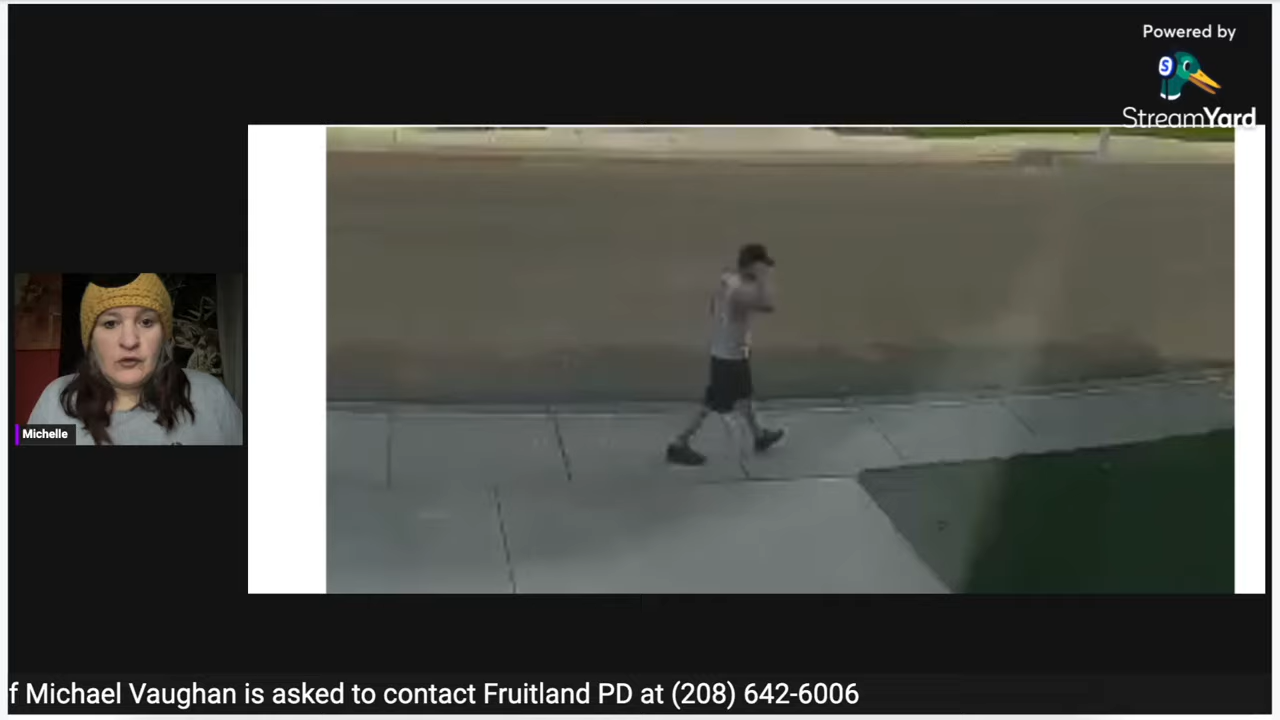 Powered by
S
StreamYard
Michelle
f Michael Vaughan is asked to contact Fruitland PD at (208) 642-6006